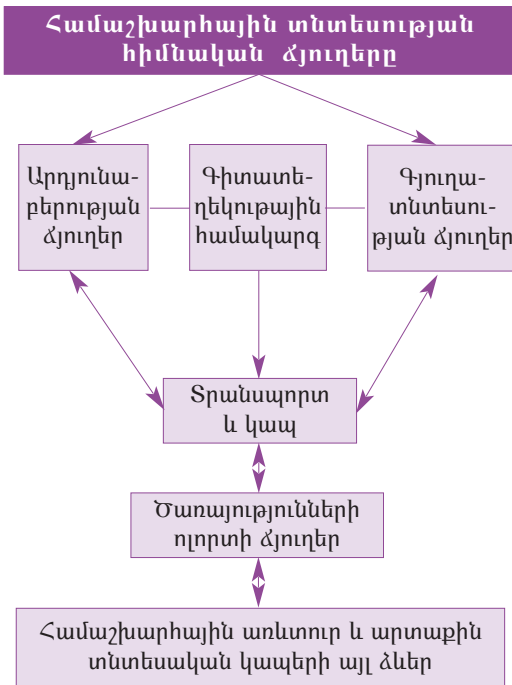 Համաշխարհային տնտեսության
հիմնական ճյուղերը
Արդյունա-
բերության
ճյուղեր
Գիտատե-
ղեկութային
համակարգ
Գյուղա-
տնտեսու-
թյան ճյուղեր
Տրանսպորտ
և կապ
Ծառայությունների
ոլորտի ճյուղեր
Համաշխարհային առևտուր և արտաքին
տնտեսական կապերի այլ ձևեր